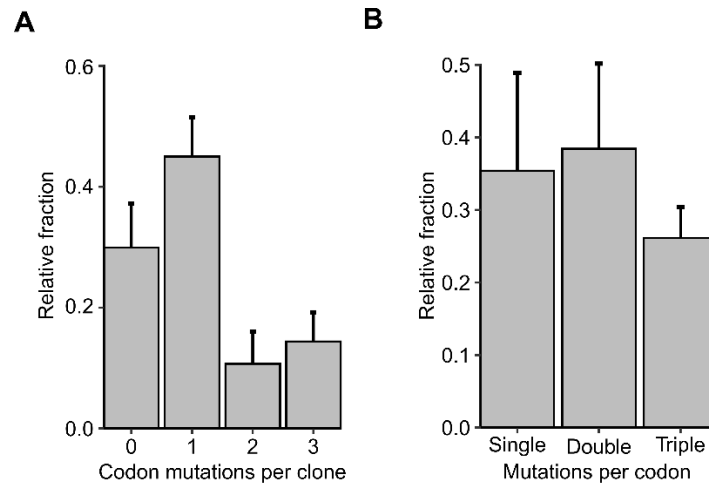 A
Relative fraction
0.6
0.4
0.2
0.0
0 1 2 3
Codon mutations per clone
B
Relative fraction
0.5
0.4
0.3
0.2
0.1
0.0
Single Double Triple
Mutations per codon